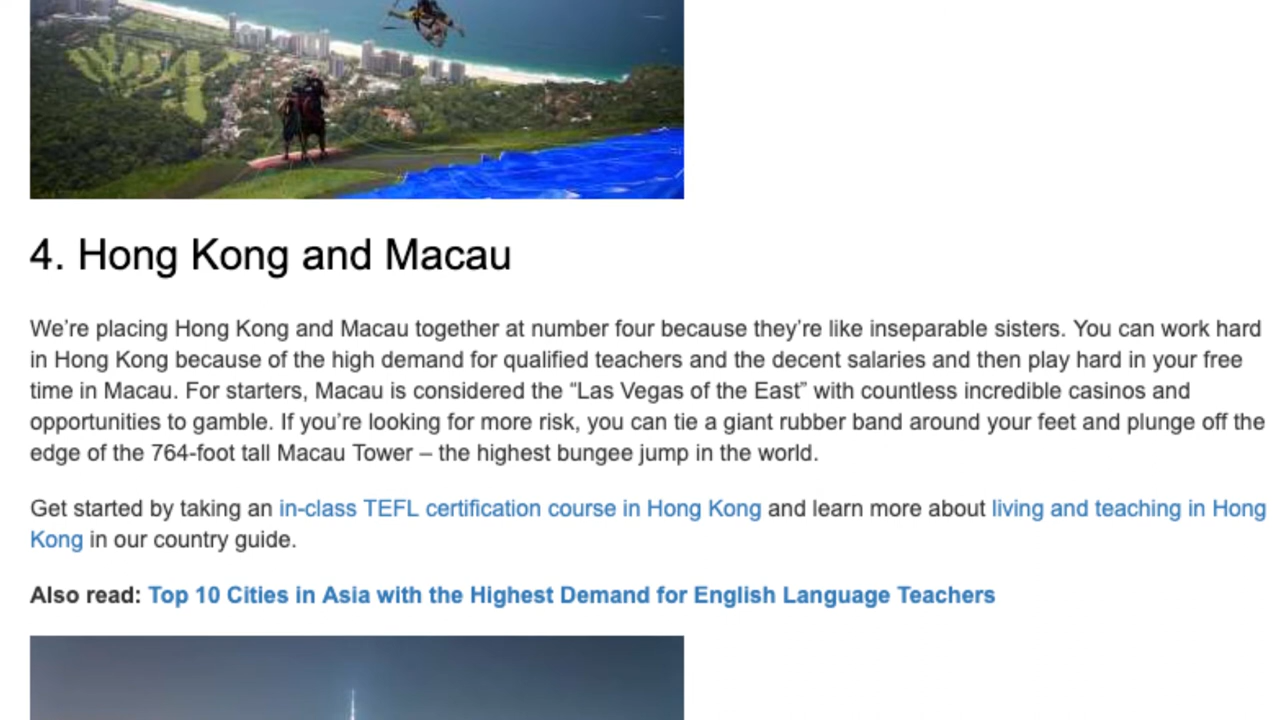 4. Hong Kong and Macau
We’re placing Hong Kong and Macau together at number four because they’re like inseparable sisters. You can work hard
in Hong Kong because of the high demand for qualified teachers and the decent salaries and then play hard in your free
time in Macau. For starters, Macau is considered the “Las Vegas of the East” with countless incredible casinos and
opportunities to gamble. If you’re looking for more risk, you can tie a giant rubber band around your feet and plunge off the
edge of the 764-foot tall Macau Tower – the highest bungee jump in the world.
Get started by taking an in-class TEFL certification course in Hong Kong and learn more about living and teaching in Hong
Kong in our country guide.
Also read: Top 10 Cities in Asia with the Highest Demand for English Language Teachers